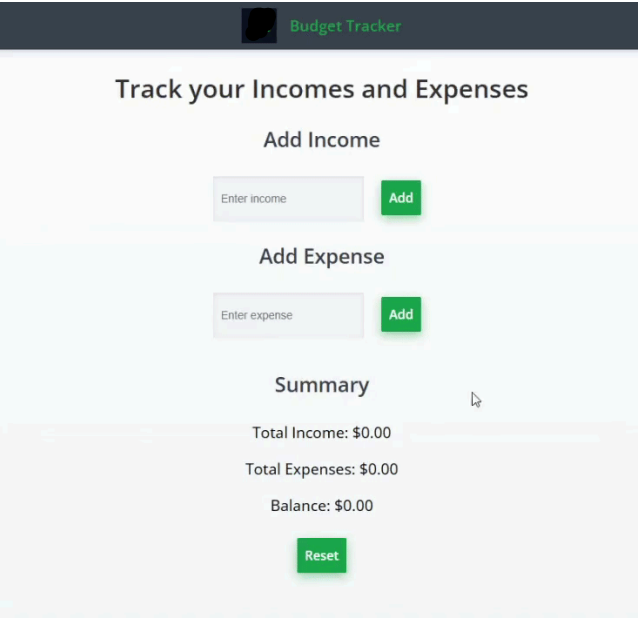 Budget Tracker
Track your Incomes and Expenses
Add Income
Enter income Add
Add Expense
Enter expense Add
Summary
Total Income: $0.00
Total Expenses: $0.00
Balance: $0.00
Reset